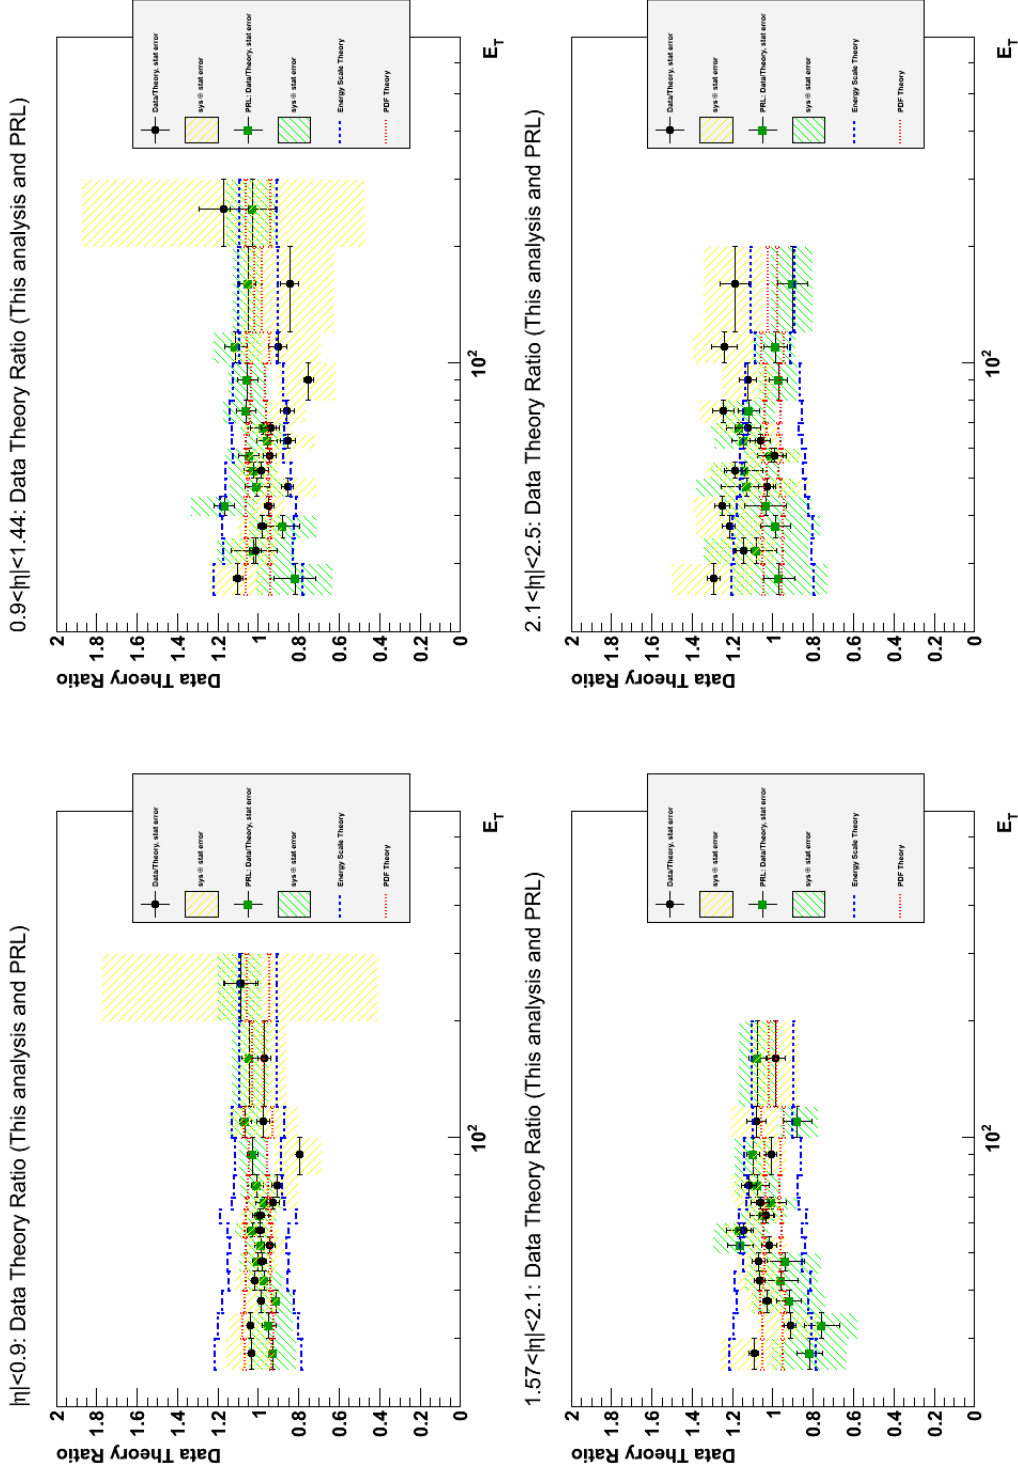 |η|<0.9: Data Theory Ratio (This analysis and PRL)
Data Theory Ratio
2
1.8
1.6
1.4
1.2
1
0.8
0.6
0.4
0.2
0
10²
E_T
Data/Theory, stat error
sys ⊕ stat error
PRL: Data/Theory, stat error
sys ⊕ stat error
Energy Scale Theory
PDF Theory
0.9<|η|<1.44: Data Theory Ratio (This analysis and PRL)
Data Theory Ratio
2
1.8
1.6
1.4
1.2
1
0.8
0.6
0.4
0.2
0
10²
E_T
Data/Theory, stat error
sys ⊕ stat error
PRL: Data/Theory, stat error
sys ⊕ stat error
Energy Scale Theory
PDF Theory
1.57<|η|<2.1: Data Theory Ratio (This analysis and PRL)
Data Theory Ratio
2
1.8
1.6
1.4
1.2
1
0.8
0.6
0.4
0.2
0
10²
E_T
Data/Theory, stat error
sys ⊕ stat error
PRL: Data/Theory, stat error
sys ⊕ stat error
Energy Scale Theory
PDF Theory
2.1<|η|<2.5: Data Theory Ratio (This analysis and PRL)
Data Theory Ratio
2
1.8
1.6
1.4
1.2
1
0.8
0.6
0.4
0.2
0
10²
E_T
Data/Theory, stat error
sys ⊕ stat error
PRL: Data/Theory, stat error
sys ⊕ stat error
Energy Scale Theory
PDF Theory